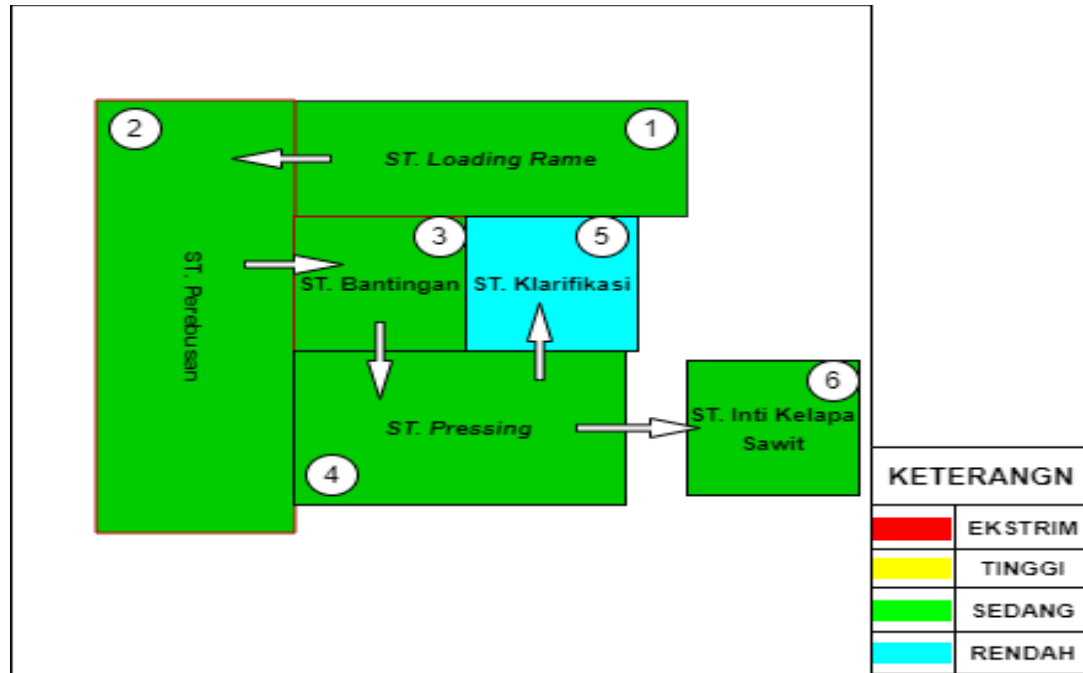 2
1
ST. Loading Rame
3
5
ST. Perebusan
ST. Bantingan
ST. Klarifikasi
6
ST. Inti Kelapa
Sawit
ST. Pressing
4
KETERANGN
EKSTRIM
TINGGI
SEDANG
RENDAH